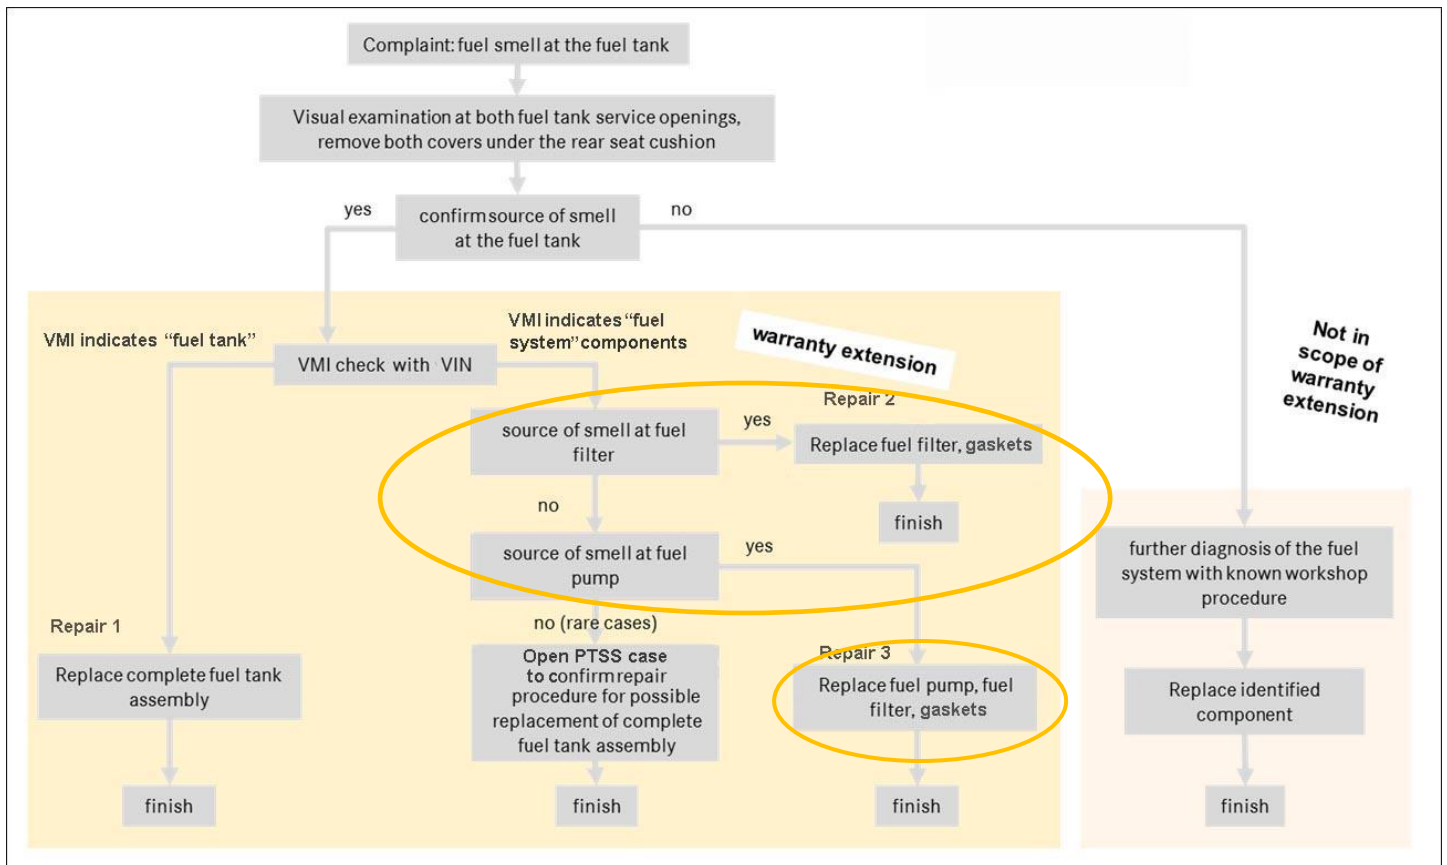 Complaint: fuel smell at the fuel tank
Visual examination at both fuel tank service openings,
remove both covers under the rear seat cushion
yes
confirm source of smell
at the fuel tank
no
VMI indicates “fuel tank”
VMI check with VIN
VMI indicates “fuel
system” components
warranty extension
Not in
scope of
warranty
extension
source of smell at fuel
filter
yes
Repair 2
Replace fuel filter, gaskets
finish
no
source of smell at fuel
pump
yes
further diagnosis of the fuel
system with known workshop
procedure
Repair 1
Replace complete fuel tank
assembly
finish
no (rare cases)
Open PTSS case
to confirm repair
procedure for possible
replacement of complete
fuel tank assembly
finish
Repair 3
Replace fuel pump, fuel
filter, gaskets
finish
Replace identified
component
finish